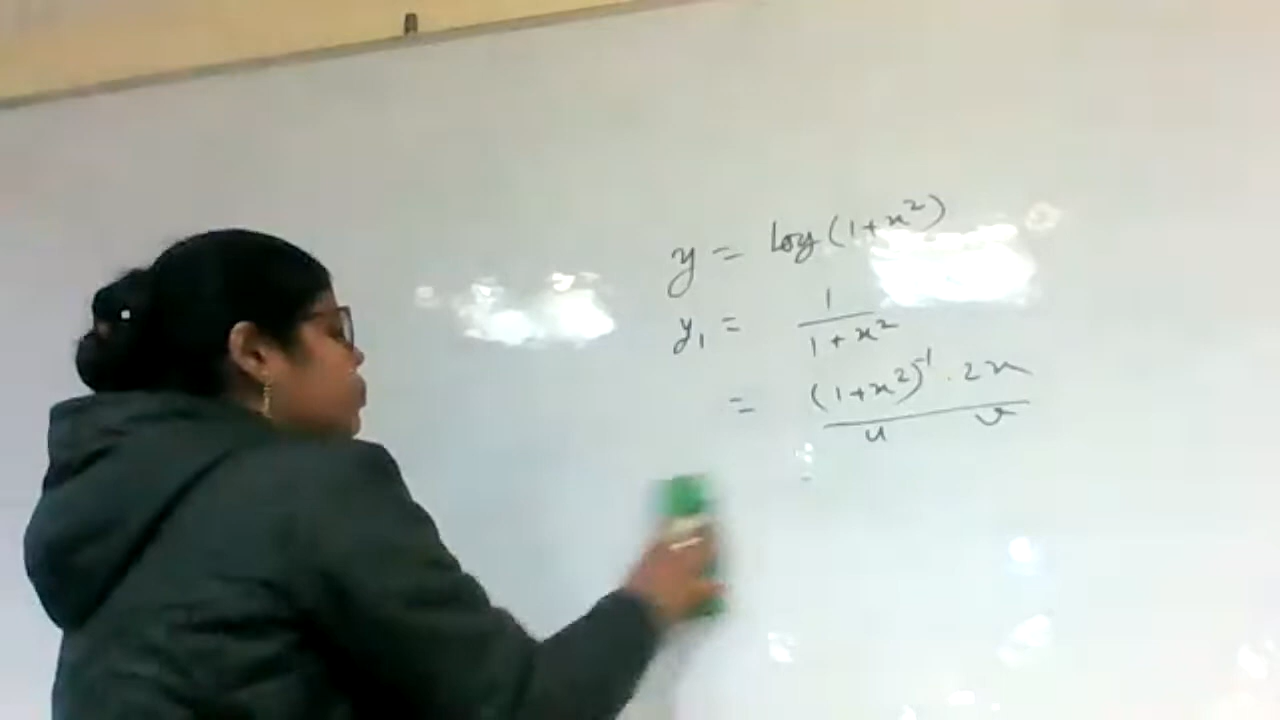 y = log(1+x²)
y₁ = 1/(1+x²)
= (1+x²)⁻¹ . 2x
u v